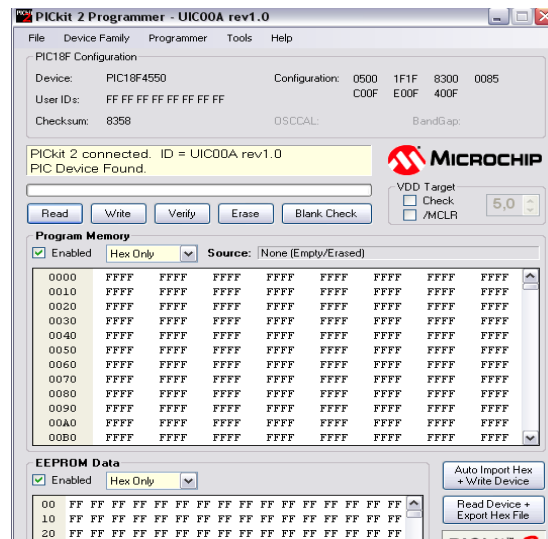 PICkit 2 Programmer - UIC00A rev1.0
File Device Family Programmer Tools Help
PIC18F Configuration
Device: PIC18F4550 Configuration: 0500 1F1F 8300 0085
User IDs: FF FF FF FF FF FF FF FF C00F E00F 400F
Checksum: 8358 OSCCAL: BandGap:
PICkit 2 connected. ID = UIC00A rev1.0
PIC Device Found.
MICROCHIP
VDD Target
Check
/MCLR
5,0
Read Write Verify Erase Blank Check
Program Memory
Enabled Hex Only Source: None (Empty/Erased)
0000 FFFF FFFF FFFF FFFF FFFF FFFF FFFF FFFF
0010 FFFF FFFF FFFF FFFF FFFF FFFF FFFF FFFF
0020 FFFF FFFF FFFF FFFF FFFF FFFF FFFF FFFF
0030 FFFF FFFF FFFF FFFF FFFF FFFF FFFF FFFF
0040 FFFF FFFF FFFF FFFF FFFF FFFF FFFF FFFF
0050 FFFF FFFF FFFF FFFF FFFF FFFF FFFF FFFF
0060 FFFF FFFF FFFF FFFF FFFF FFFF FFFF FFFF
0070 FFFF FFFF FFFF FFFF FFFF FFFF FFFF FFFF
0080 FFFF FFFF FFFF FFFF FFFF FFFF FFFF FFFF
0090 FFFF FFFF FFFF FFFF FFFF FFFF FFFF FFFF
00A0 FFFF FFFF FFFF FFFF FFFF FFFF FFFF FFFF
00B0 FFFF FFFF FFFF FFFF FFFF FFFF FFFF FFFF
EEPROM Data
Enabled Hex Only
Auto Import Hex
+ Write Device
Read Device +
Export Hex File
00 FF FF FF FF FF FF FF FF FF FF FF FF FF FF FF FF
10 FF FF FF FF FF FF FF FF FF FF FF FF FF FF FF FF
20 FF FF FF FF FF FF FF FF FF FF FF FF FF FF FF FF